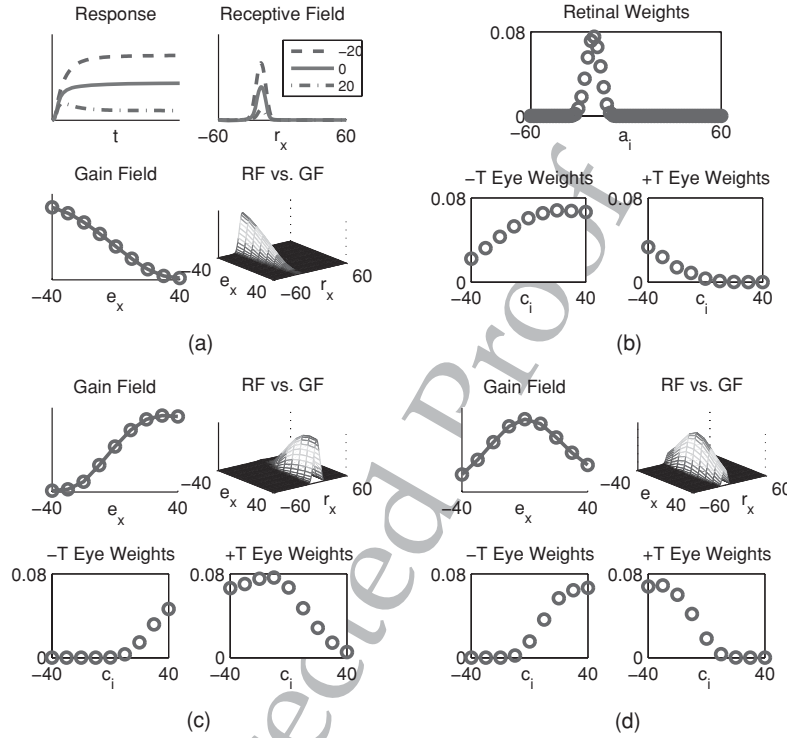 Response
Receptive Field
−20
0
20
t
−60
r_x
60
Retinal Weights
0.08
0
−60
a_i
60
Gain Field
−40
e_x
40
RF vs. GF
−40
e_x
40
−60
r_x
60
−T Eye Weights
0.08
0
−40
c_i
40
+T Eye Weights
0.08
0
−40
c_i
40
(a)
(b)
Gain Field
−40
e_x
40
RF vs. GF
−40
e_x
40
−60
r_x
60
Gain Field
−40
e_x
40
RF vs. GF
−40
e_x
40
−60
r_x
60
−T Eye Weights
0.08
0
−40
c_i
40
+T Eye Weights
0.08
0
−40
c_i
40
−T Eye Weights
0.08
0
−40
c_i
40
+T Eye Weights
0.08
0
−40
c_i
40
(c)
(d)
ected Proof